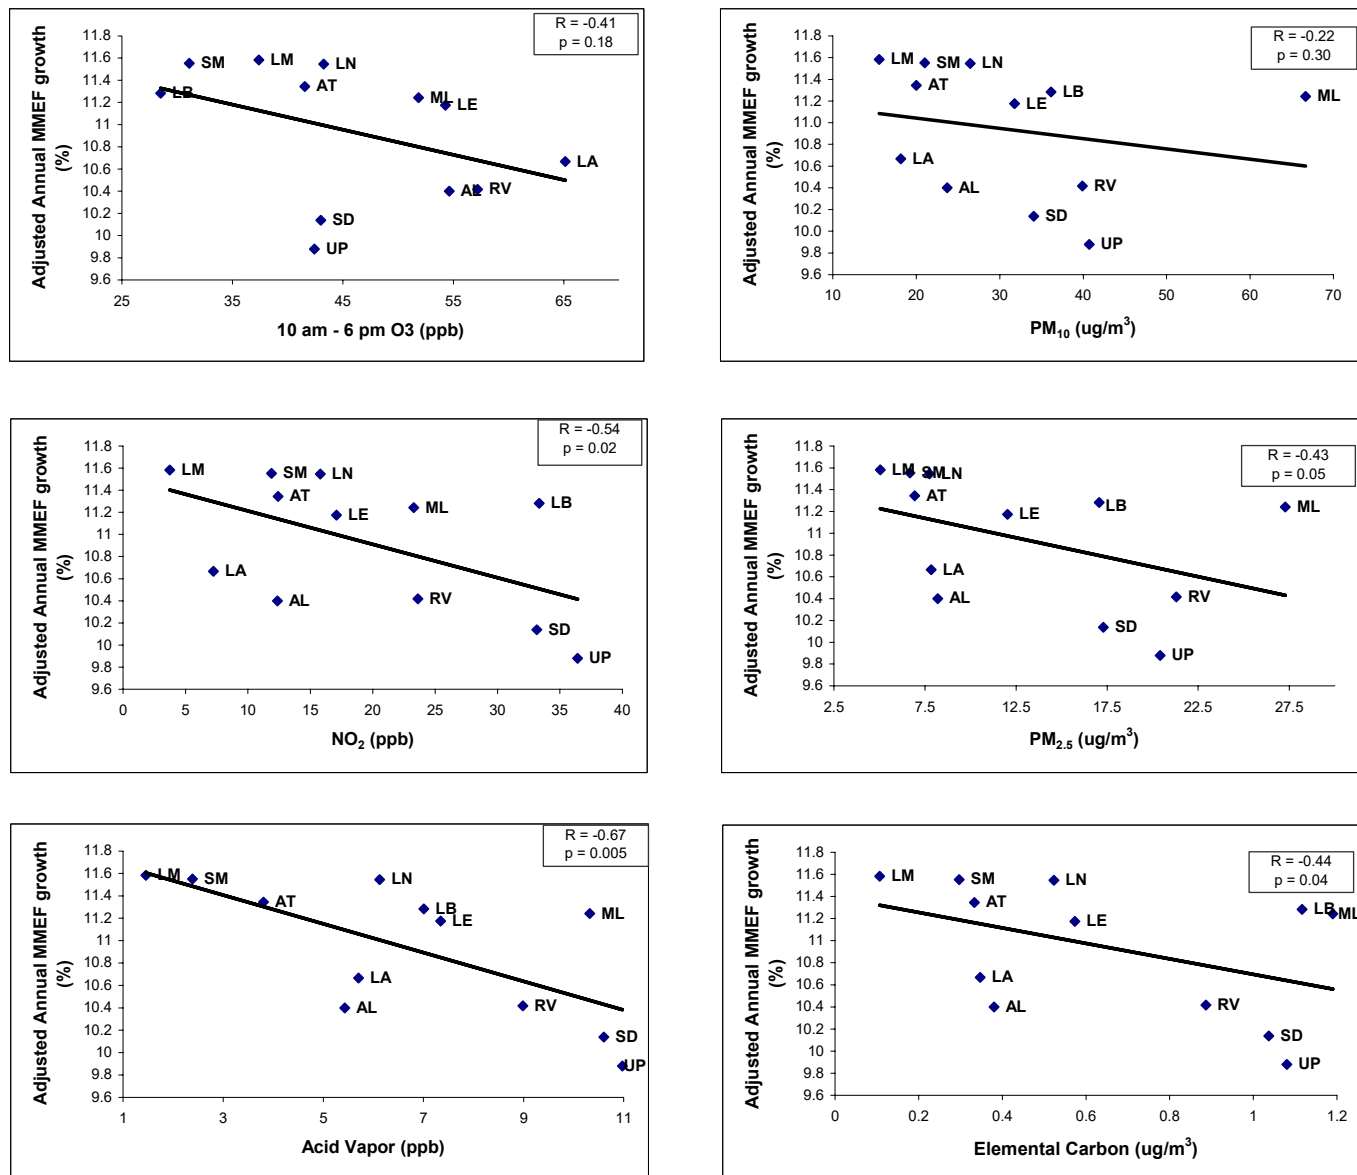 R = -0.41
p = 0.18
Adjusted Annual MMEF growth
(%)
11.8
11.6
11.4
11.2
11
10.8
10.6
10.4
10.2
10
9.8
9.6
SM
LM
LN
LB
AT
ML
LE
LA
AL
RV
SD
UP
25
35
45
55
65
10 am - 6 pm O3 (ppb)
R = -0.22
p = 0.30
Adjusted Annual MMEF growth
(%)
11.8
11.6
11.4
11.2
11.0
10.8
10.6
10.4
10.2
10.0
9.8
9.6
LM
SM
LN
AT
LB
LE
ML
LA
AL
RV
SD
UP
10
20
30
40
50
60
70
PM10 (ug/m3)
R = -0.54
p = 0.02
Adjusted Annual MMEF growth
(%)
11.8
11.6
11.4
11.2
11
10.8
10.6
10.4
10.2
10
9.8
9.6
LM
SM
LN
AT
LE
ML
LB
LA
AL
RV
SD
UP
0
5
10
15
20
25
30
35
40
NO2 (ppb)
R = -0.43
p = 0.05
Adjusted Annual MMEF growth
(%)
11.8
11.6
11.4
11.2
11
10.8
10.6
10.4
10.2
10
9.8
9.6
LM
SM
LN
AT
LE
LB
ML
LA
AL
RV
SD
UP
2.5
7.5
12.5
17.5
22.5
27.5
PM2.5 (ug/m3)
R = -0.67
p = 0.005
Adjusted Annual MMEF growth
(%)
11.8
11.6
11.4
11.2
11
10.8
10.6
10.4
10.2
10
9.8
9.6
LM
SM
LN
AT
LB
LE
ML
LA
AL
RV
SD
UP
1
3
5
7
9
11
Acid Vapor (ppb)
R = -0.44
p = 0.04
Adjusted Annual MMEF growth
(%)
11.8
11.6
11.4
11.2
11
10.8
10.6
10.4
10.2
10
9.8
9.6
LM
SM
LN
AT
LE
LB
ML
LA
AL
RV
SD
UP
0
0.2
0.4
0.6
0.8
1
1.2
Elemental Carbon (ug/m3)